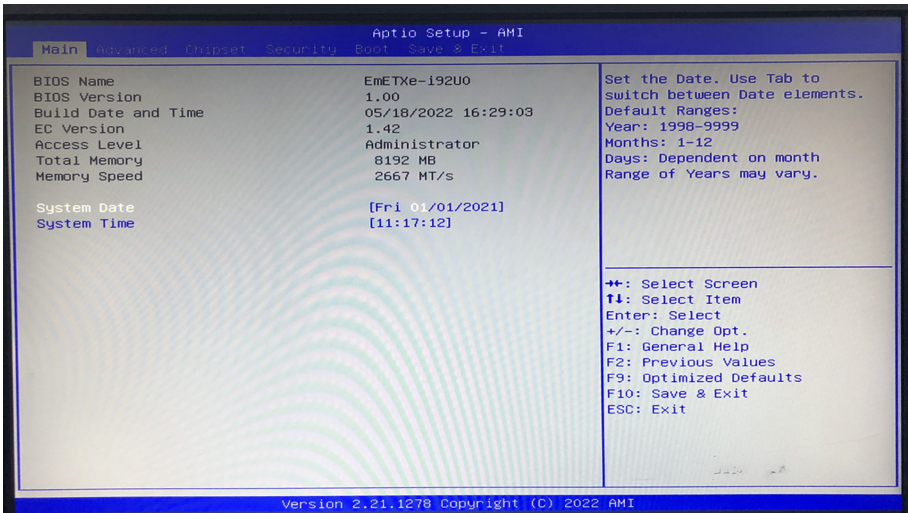 Aptio Setup - AMI
Main Advanced Chipset Security Boot Save & Exit
BIOS Name EmETXe-i92U0
BIOS Version 1.00
Build Date and Time 05/18/2022 16:29:03
EC Version 1.42
Access Level Administrator
Total Memory 8192 MB
Memory Speed 2667 MT/s
System Date [Fri 01/01/2021]
System Time [11:17:12]
Set the Date. Use Tab to
switch between Date elements.
Default Ranges:
Year: 1998-9999
Months: 1-12
Days: Dependent on month
Range of Years may vary.
→←: Select Screen
↑↓: Select Item
Enter: Select
+/-: Change Opt.
F1: General Help
F2: Previous Values
F9: Optimized Defaults
F10: Save & Exit
ESC: Exit
Version 2.21.1278 Copyright (C) 2022 AMI